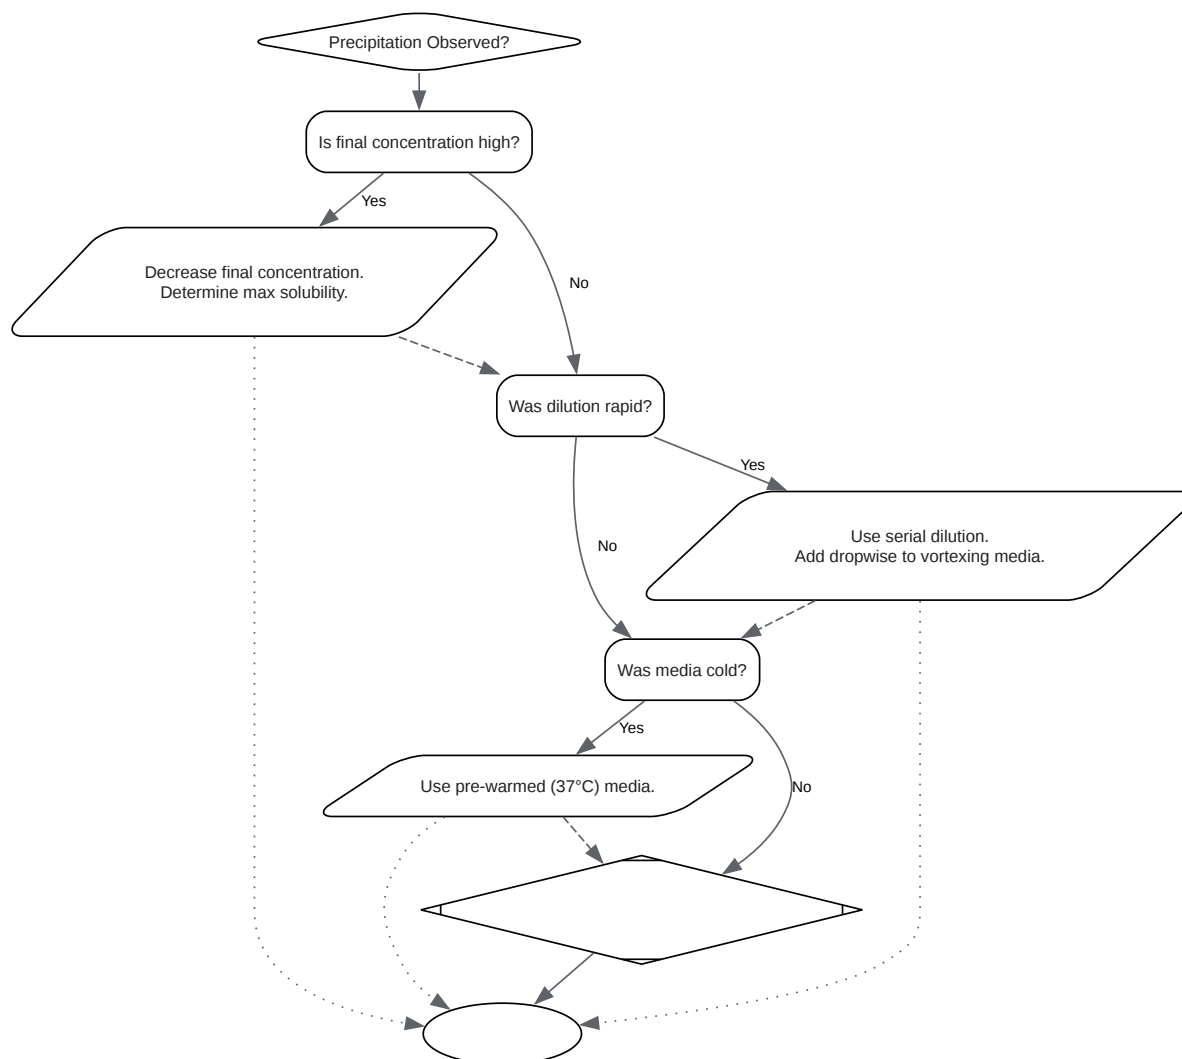 Precipitation Observed?
Is final concentration high?
Yes
Decrease final concentration.
Determine max solubility.
No
Was dilution rapid?
Yes
Use serial dilution.
Add dropwise to vortexing media.
No
Was media cold?
Yes
Use pre-warmed (37°C) media.
No